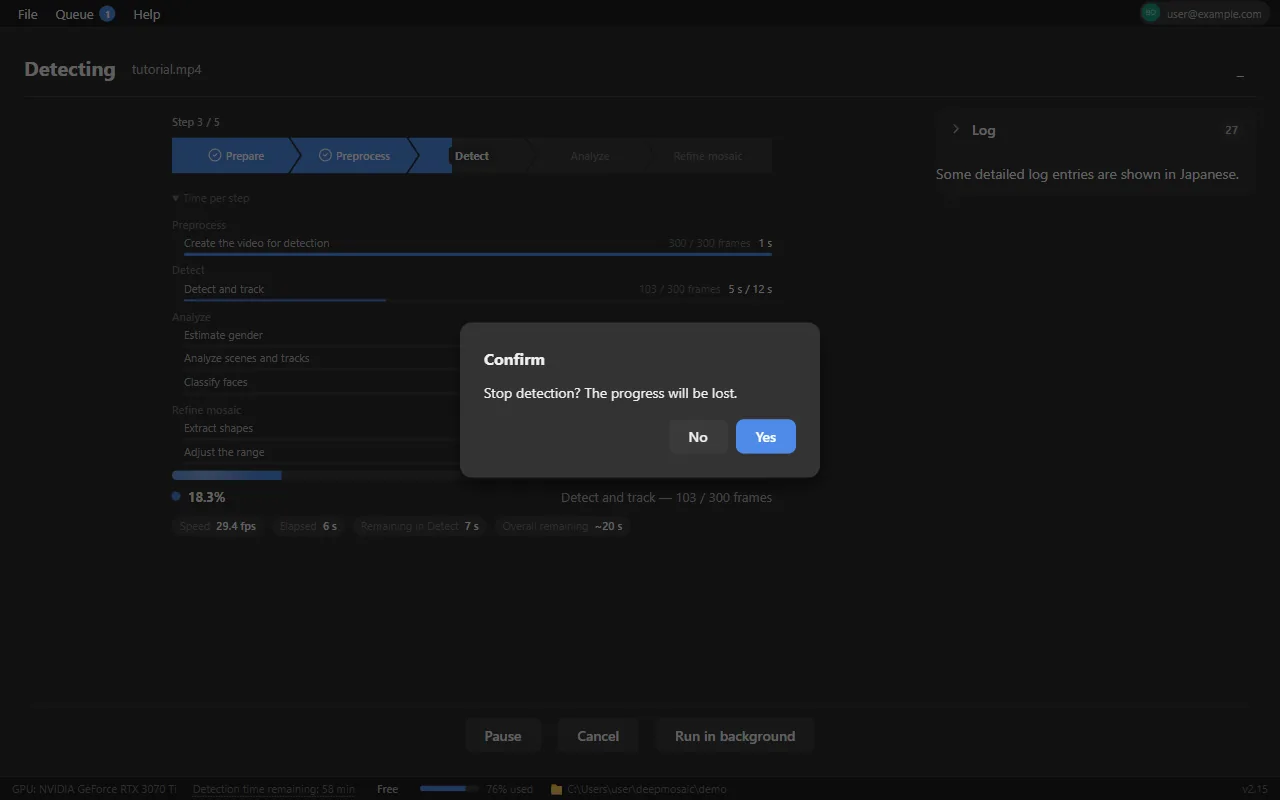 File Queue 1 Help
user@example.com
Detecting tutorial.mp4
Step 3 / 5
Prepare Preprocess Detect Analyze Refine mosaic
▼ Time per step
Preprocess
Create the video for detection 300 / 300 frames 1 s
Detect
Detect and track 103 / 300 frames 5 s / 12 s
Analyze
Estimate gender
Analyze scenes and tracks
Classify faces
Refine mosaic
Extract shapes
Adjust the range
18.3% Detect and track — 103 / 300 frames
Speed 29.4 fps Elapsed 6 s Remaining in Detect 7 s Overall remaining ~20 s
Log 27
Some detailed log entries are shown in Japanese.
Confirm
Stop detection? The progress will be lost.
No Yes
Pause Cancel Run in background
GPU: NVIDIA GeForce RTX 3070 Ti Detection time remaining: 58 min Free 76% used C:\Users\user\deepmosaic\demo v2.15